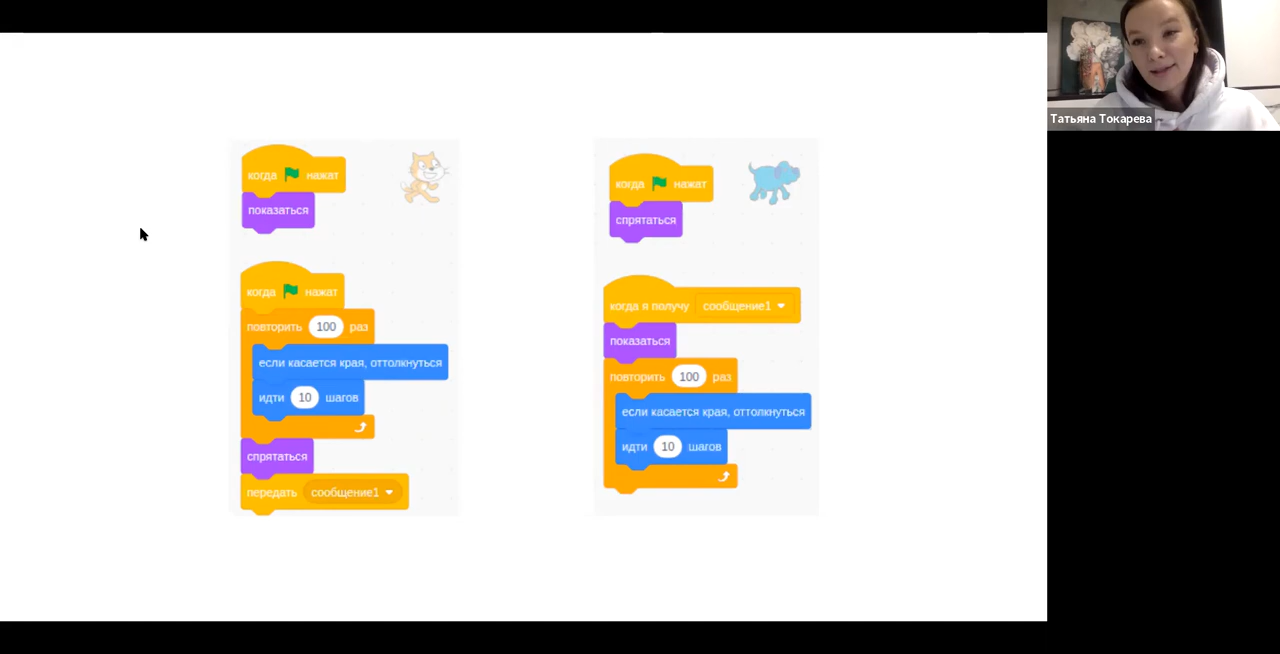 когда нажат
показаться
когда нажат
повторить 100 раз
если касается края, оттолкнуться
идти 10 шагов
спрятаться
передать сообщение1
когда нажат
спрятаться
когда я получу сообщение1
показаться
повторить 100 раз
если касается края, оттолкнуться
идти 10 шагов
Татьяна Токарева